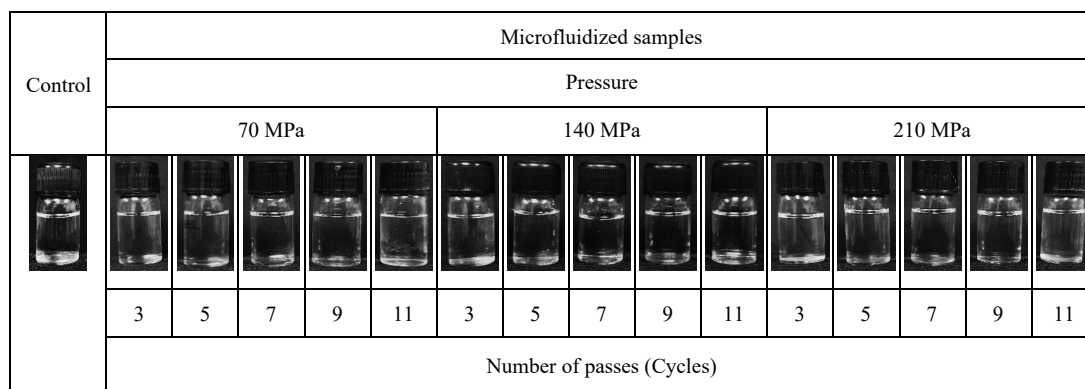 Microfluidized samples
Control
Pressure
70 MPa 140 MPa 210 MPa
3 5 7 9 11 3 5 7 9 11 3 5 7 9 11
Number of passes (Cycles)